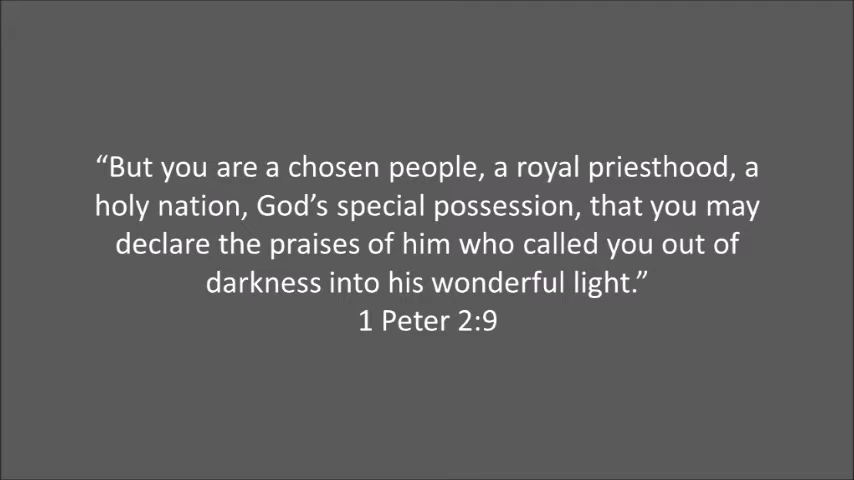 “But you are a chosen people, a royal priesthood, a
holy nation, God’s special possession, that you may
declare the praises of him who called you out of
darkness into his wonderful light.”
1 Peter 2:9